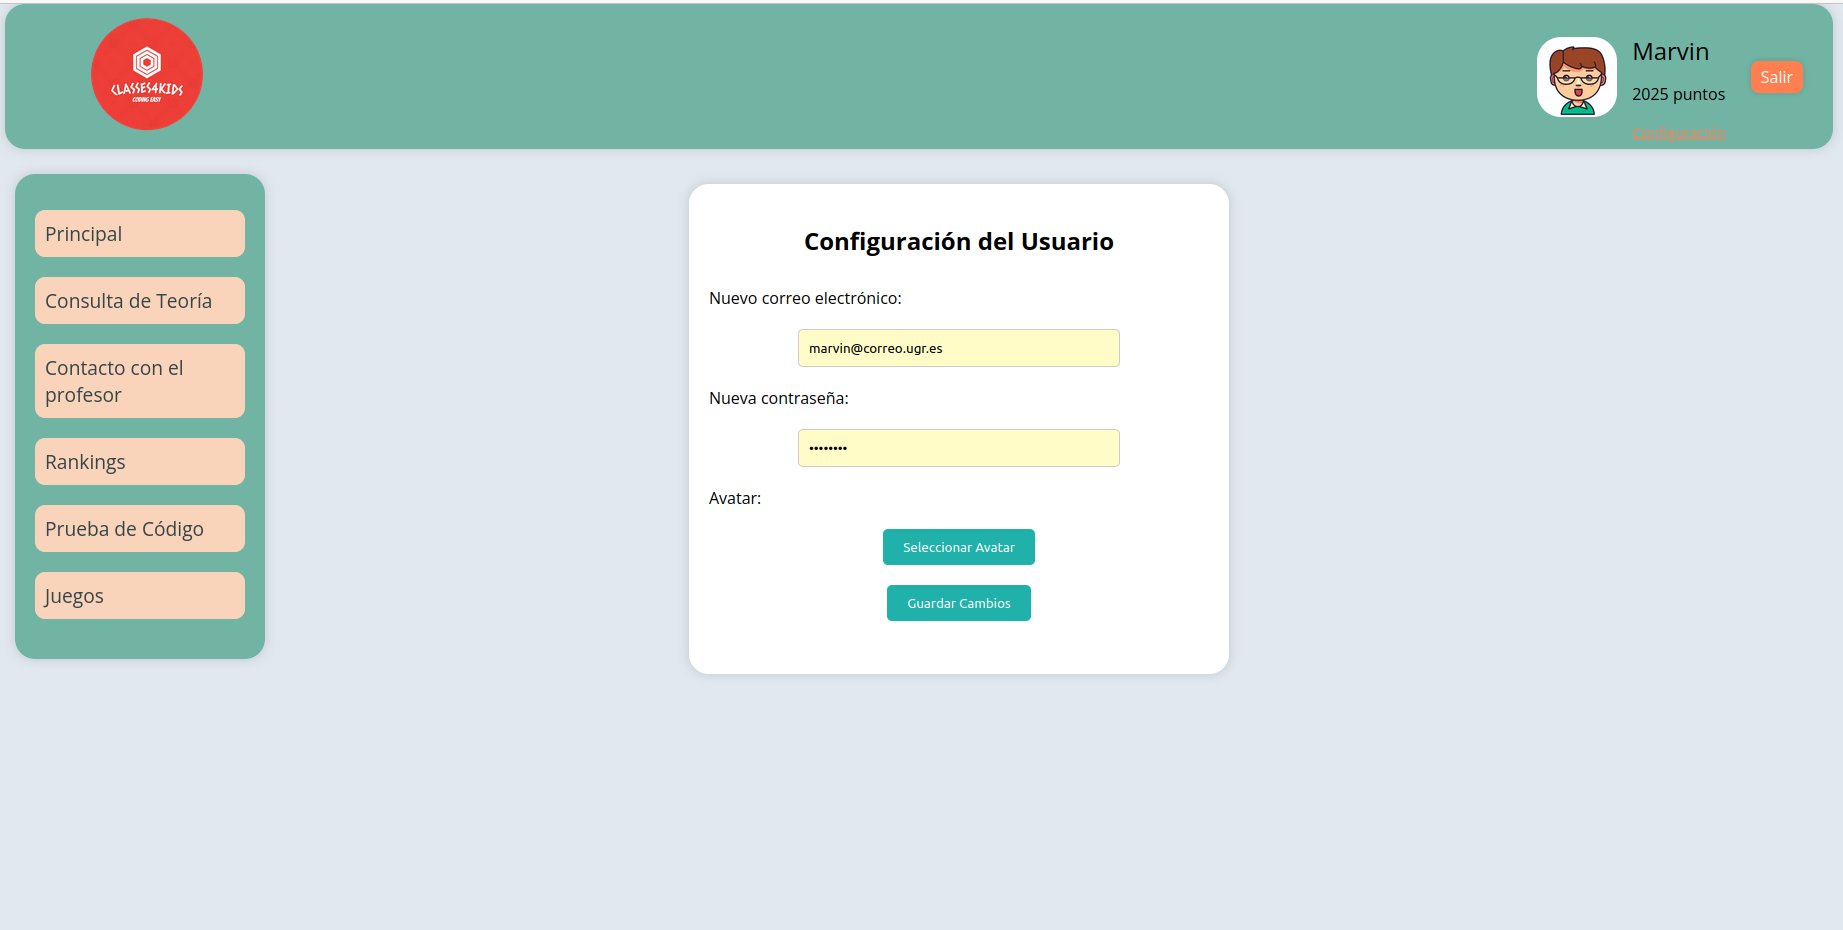 CLASSES4KIDS
CODING EASY
Marvin
2025 puntos
Configuración
Salir
Principal
Consulta de Teoría
Contacto con el
profesor
Rankings
Prueba de Código
Juegos
Configuración del Usuario
Nuevo correo electrónico:
marvin@correo.ugr.es
Nueva contraseña:
••••••••
Avatar:
Seleccionar Avatar
Guardar Cambios